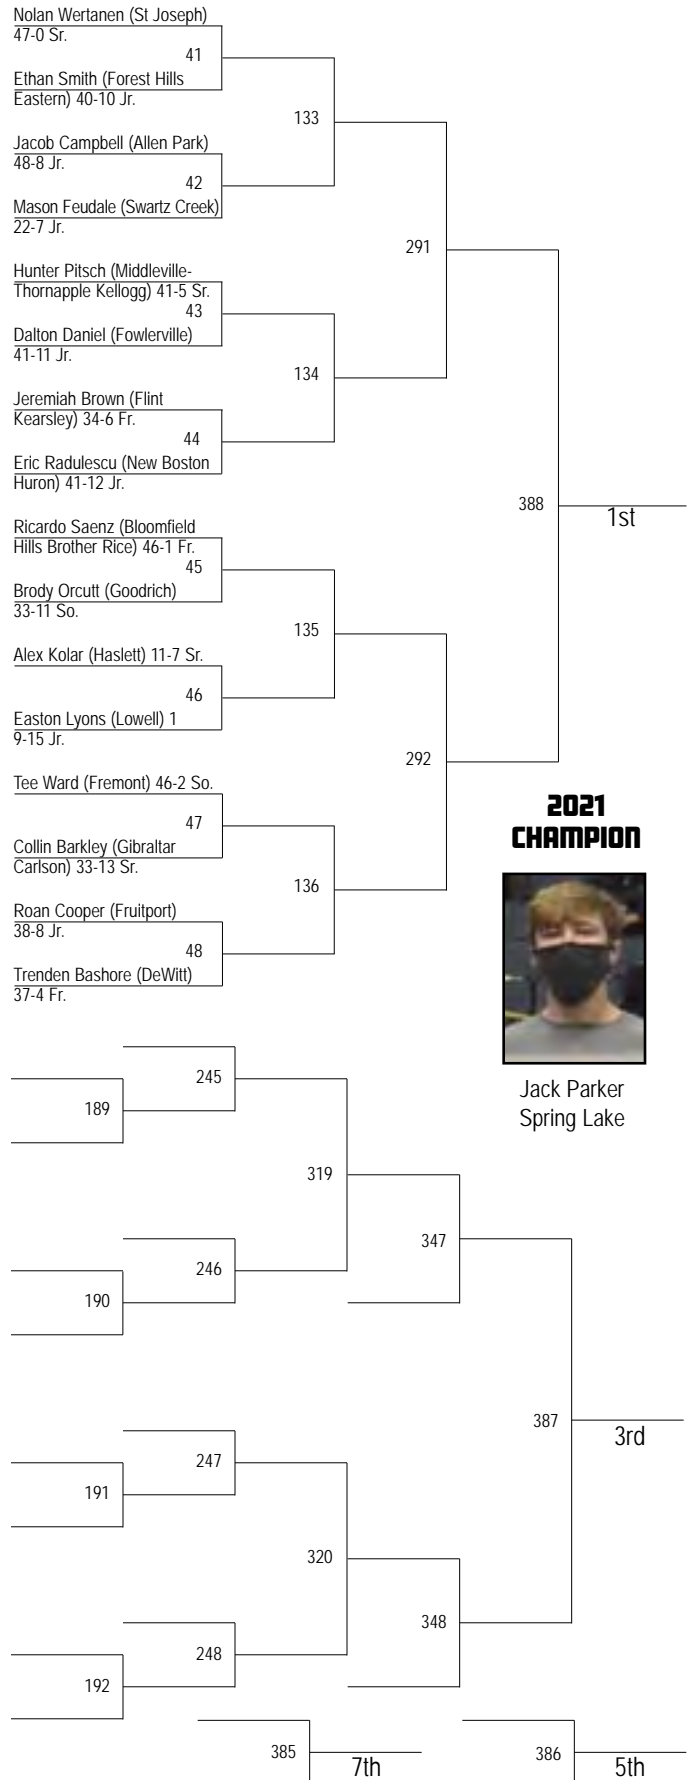 Nolan Wertanen (St Joseph)
47-0 Sr.
41
Ethan Smith (Forest Hills
Eastern) 40-10 Jr.
133
Jacob Campbell (Allen Park)
48-8 Jr.
42
Mason Feudale (Swartz Creek)
22-7 Jr.
291
Hunter Pitsch (Middleville-
Thornapple Kellogg) 41-5 Sr.
43
Dalton Daniel (Fowlerville)
41-11 Jr.
134
Jeremiah Brown (Flint
Kearsley) 34-6 Fr.
44
Eric Radulescu (New Boston
Huron) 41-12 Jr.
388
1st
Ricardo Saenz (Bloomfield
Hills Brother Rice) 46-1 Fr.
45
Brody Orcutt (Goodrich)
33-11 So.
135
Alex Kolar (Haslett) 11-7 Sr.
46
Easton Lyons (Lowell) 1
9-15 Jr.
292
Tee Ward (Fremont) 46-2 So.
47
Collin Barkley (Gibraltar
Carlson) 33-13 Sr.
136
Roan Cooper (Fruitport)
38-8 Jr.
48
Trenden Bashore (DeWitt)
37-4 Fr.
2021
CHAMPION
Jack Parker
Spring Lake
245
189
319
246
190
347
387
3rd
247
191
320
348
248
192
385
7th
386
5th